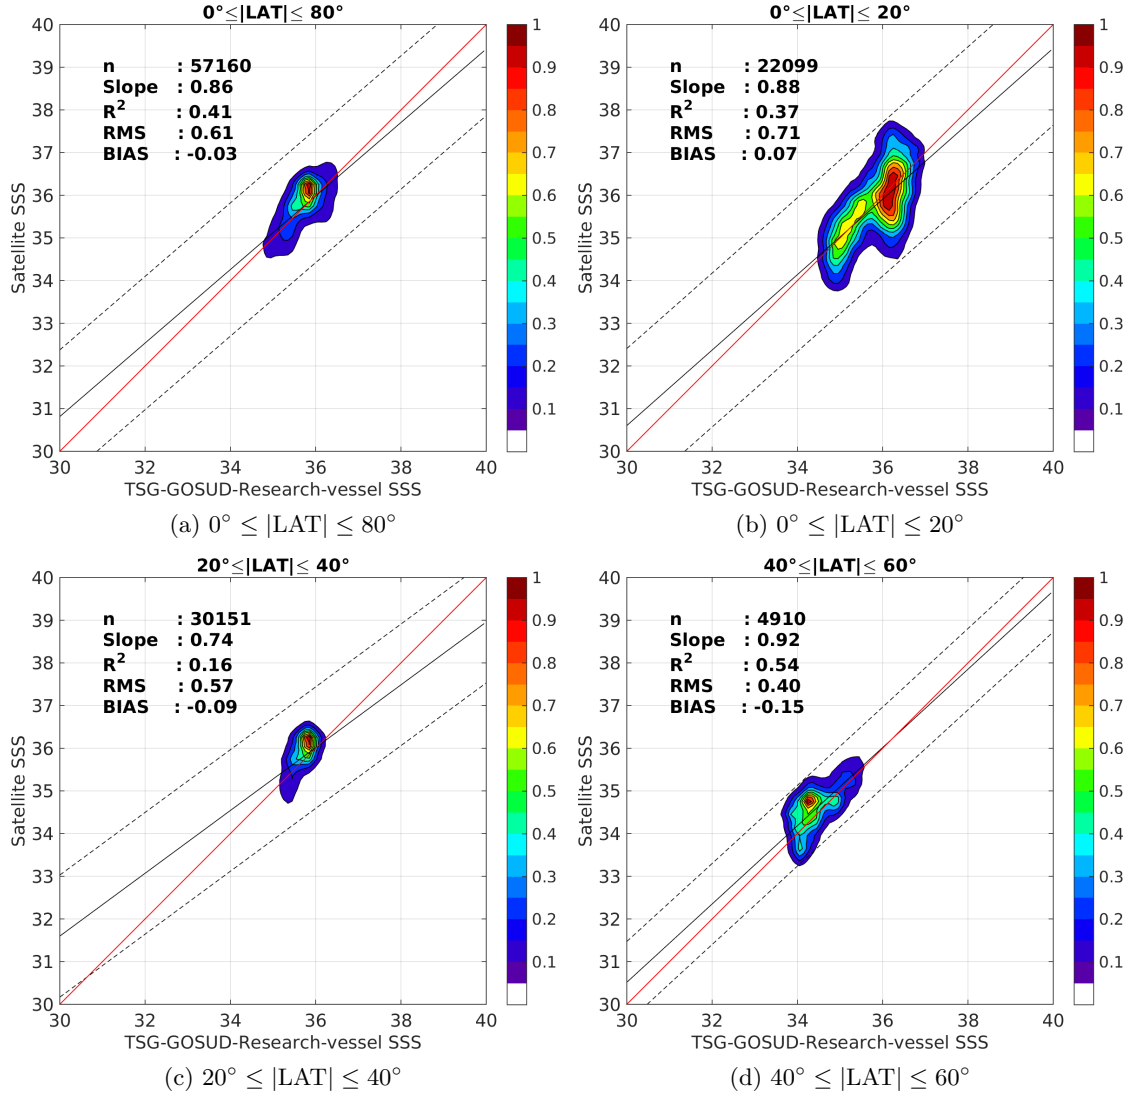 0°≤|LAT|≤ 80°
40
39
38
37
36
35
34
33
32
31
30
Satellite SSS
n : 57160
Slope : 0.86
R² : 0.41
RMS : 0.61
BIAS : -0.03
30 32 34 36 38 40
TSG-GOSUD-Research-vessel SSS
1
0.9
0.8
0.7
0.6
0.5
0.4
0.3
0.2
0.1
(a) 0° ≤ |LAT| ≤ 80°
0°≤|LAT|≤ 20°
40
39
38
37
36
35
34
33
32
31
30
Satellite SSS
n : 22099
Slope : 0.88
R² : 0.37
RMS : 0.71
BIAS : 0.07
30 32 34 36 38 40
TSG-GOSUD-Research-vessel SSS
1
0.9
0.8
0.7
0.6
0.5
0.4
0.3
0.2
0.1
(b) 0° ≤ |LAT| ≤ 20°
20°≤|LAT|≤ 40°
40
39
38
37
36
35
34
33
32
31
30
Satellite SSS
n : 30151
Slope : 0.74
R² : 0.16
RMS : 0.57
BIAS : -0.09
30 32 34 36 38 40
TSG-GOSUD-Research-vessel SSS
1
0.9
0.8
0.7
0.6
0.5
0.4
0.3
0.2
0.1
(c) 20° ≤ |LAT| ≤ 40°
40°≤|LAT|≤ 60°
40
39
38
37
36
35
34
33
32
31
30
Satellite SSS
n : 4910
Slope : 0.92
R² : 0.54
RMS : 0.40
BIAS : -0.15
30 32 34 36 38 40
TSG-GOSUD-Research-vessel SSS
1
0.9
0.8
0.7
0.6
0.5
0.4
0.3
0.2
0.1
(d) 40° ≤ |LAT| ≤ 60°